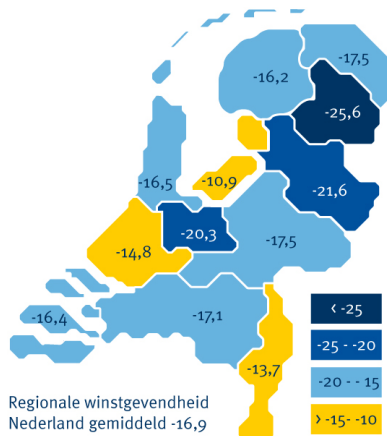 -17,5
-16,2
-25,6
-10,9
-16,5
-21,6
-20,3
-14,8
-17,5
-16,4
-17,1
-13,7
< -25
-25 - -20
-20 - - 15
> -15- -10
Regionale winstgevendheid
Nederland gemiddeld -16,9